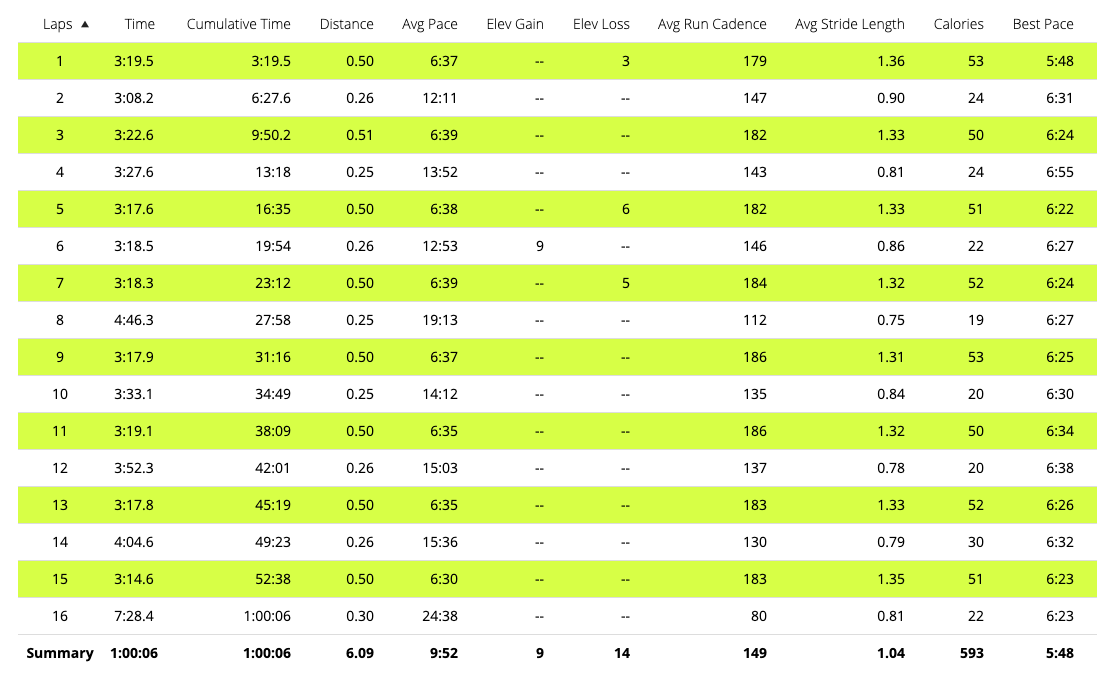 Laps ▲ Time Cumulative Time Distance Avg Pace Elev Gain Elev Loss Avg Run Cadence Avg Stride Length Calories Best Pace
1 3:19.5 3:19.5 0.50 6:37 -- 3 179 1.36 53 5:48
2 3:08.2 6:27.6 0.26 12:11 -- -- 147 0.90 24 6:31
3 3:22.6 9:50.2 0.51 6:39 -- -- 182 1.33 50 6:24
4 3:27.6 13:18 0.25 13:52 -- -- 143 0.81 24 6:55
5 3:17.6 16:35 0.50 6:38 -- 6 182 1.33 51 6:22
6 3:18.5 19:54 0.26 12:53 9 -- 146 0.86 22 6:27
7 3:18.3 23:12 0.50 6:39 -- 5 184 1.32 52 6:24
8 4:46.3 27:58 0.25 19:13 -- -- 112 0.75 19 6:27
9 3:17.9 31:16 0.50 6:37 -- -- 186 1.31 53 6:25
10 3:33.1 34:49 0.25 14:12 -- -- 135 0.84 20 6:30
11 3:19.1 38:09 0.50 6:35 -- -- 186 1.32 50 6:34
12 3:52.3 42:01 0.26 15:03 -- -- 137 0.78 20 6:38
13 3:17.8 45:19 0.50 6:35 -- -- 183 1.33 52 6:26
14 4:04.6 49:23 0.26 15:36 -- -- 130 0.79 30 6:32
15 3:14.6 52:38 0.50 6:30 -- -- 183 1.35 51 6:23
16 7:28.4 1:00:06 0.30 24:38 -- -- 80 0.81 22 6:23
Summary 1:00:06 1:00:06 6.09 9:52 9 14 149 1.04 593 5:48